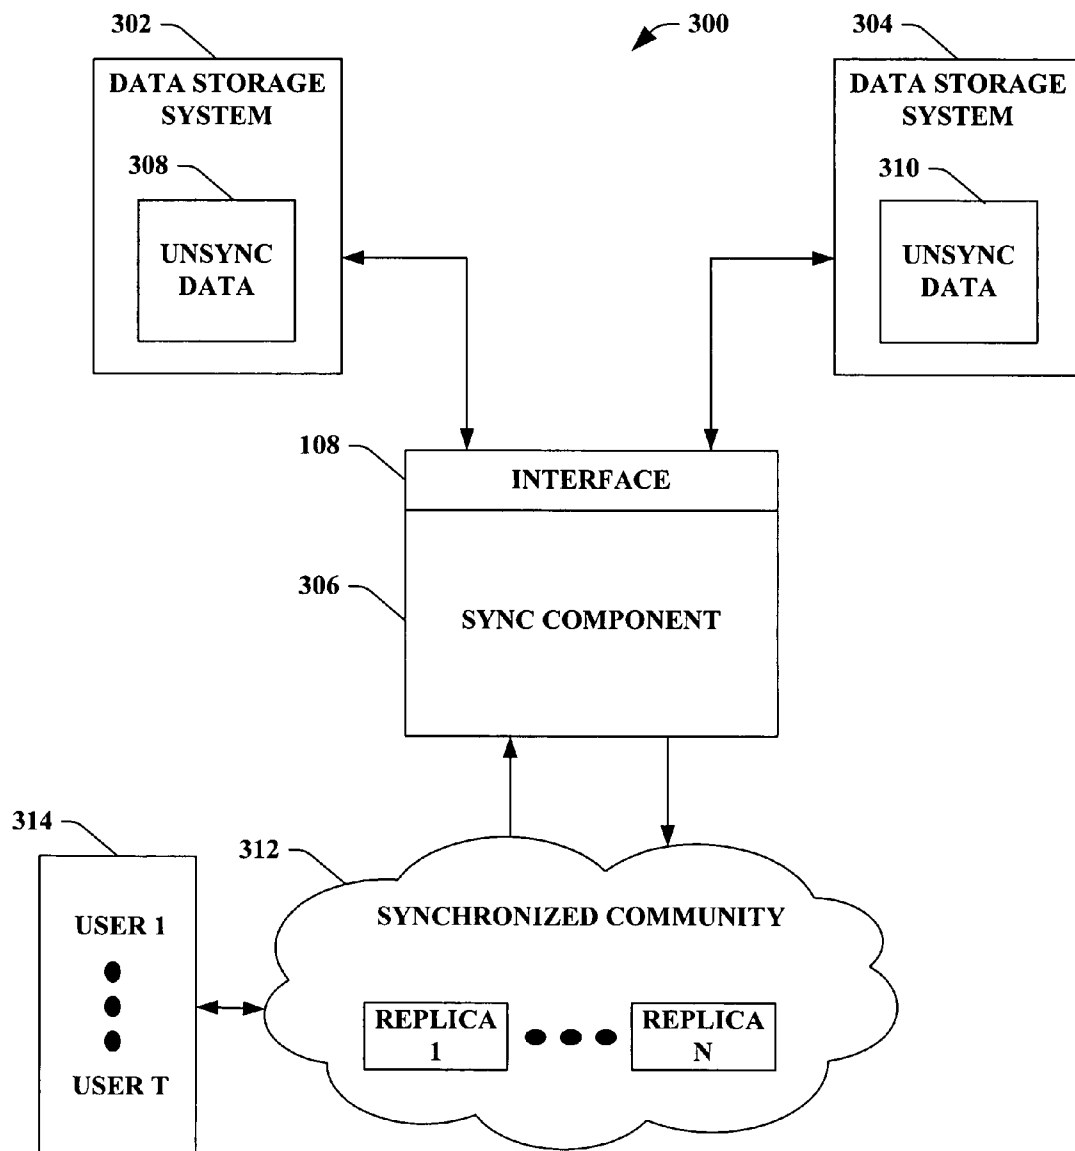 302
300
304
DATA STORAGE
SYSTEM
DATA STORAGE
SYSTEM
308
310
UNSYNC
DATA
UNSYNC
DATA
108
INTERFACE
306
SYNC COMPONENT
314
312
SYNCHRONIZED COMMUNITY
USER 1
USER T
REPLICA
1
REPLICA
N